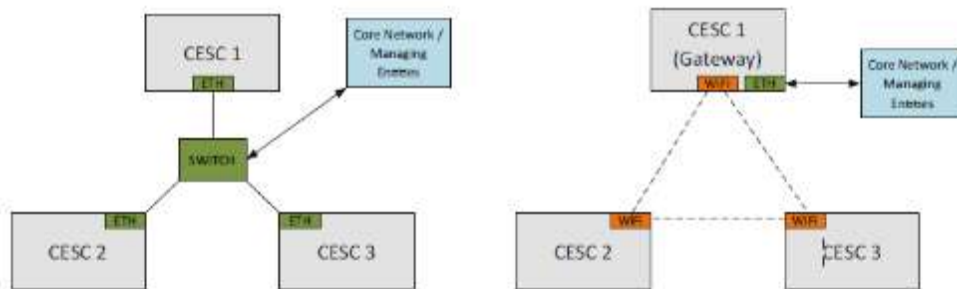 CESC 1
ETH
Core Network /
Managing
Entities
SWITCH
ETH
CESC 2
ETH
CESC 3
CESC 1
(Gateway)
WIFI
ETH
Core Network /
Managing
Entities
WIFI
CESC 2
WIFI
CESC 3